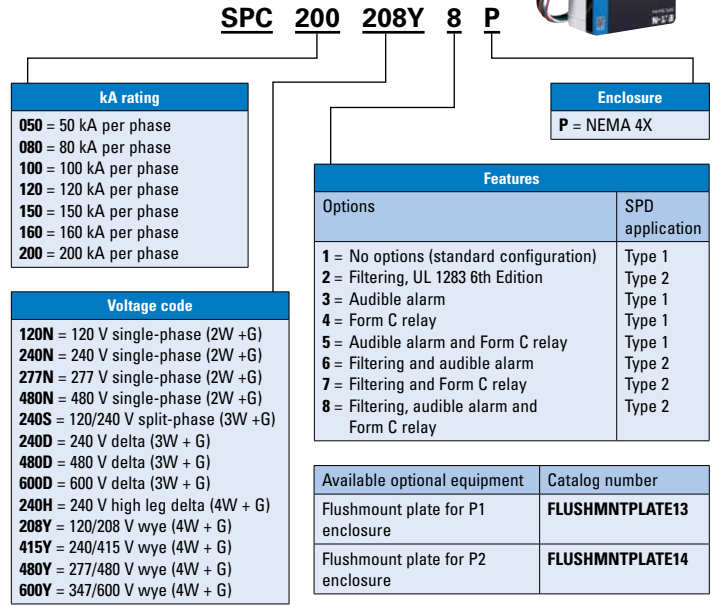 SPC 200 208Y 8 P
kA rating
050 = 50 kA per phase
080 = 80 kA per phase
100 = 100 kA per phase
120 = 120 kA per phase
150 = 150 kA per phase
160 = 160 kA per phase
200 = 200 kA per phase
Enclosure
P = NEMA 4X
Features
Options
SPD
application
1 = No options (standard configuration) Type 1
2 = Filtering, UL 1283 6th Edition Type 2
3 = Audible alarm Type 1
4 = Form C relay Type 1
5 = Audible alarm and Form C relay Type 1
6 = Filtering and audible alarm Type 2
7 = Filtering and Form C relay Type 2
8 = Filtering, audible alarm and Type 2
Form C relay
Voltage code
120N = 120 V single-phase (2W +G)
240N = 240 V single-phase (2W +G)
277N = 277 V single-phase (2W +G)
480N = 480 V single-phase (2W +G)
240S = 120/240 V split-phase (3W +G)
240D = 240 V delta (3W + G)
480D = 480 V delta (3W + G)
600D = 600 V delta (3W + G)
240H = 240 V high leg delta (4W + G)
208Y = 120/208 V wye (4W + G)
415Y = 240/415 V wye (4W + G)
480Y = 277/480 V wye (4W + G)
600Y = 347/600 V wye (4W + G)
Available optional equipment Catalog number
Flushmount plate for P1 FLUSHMNTPLATE13
enclosure
Flushmount plate for P2 FLUSHMNTPLATE14
enclosure